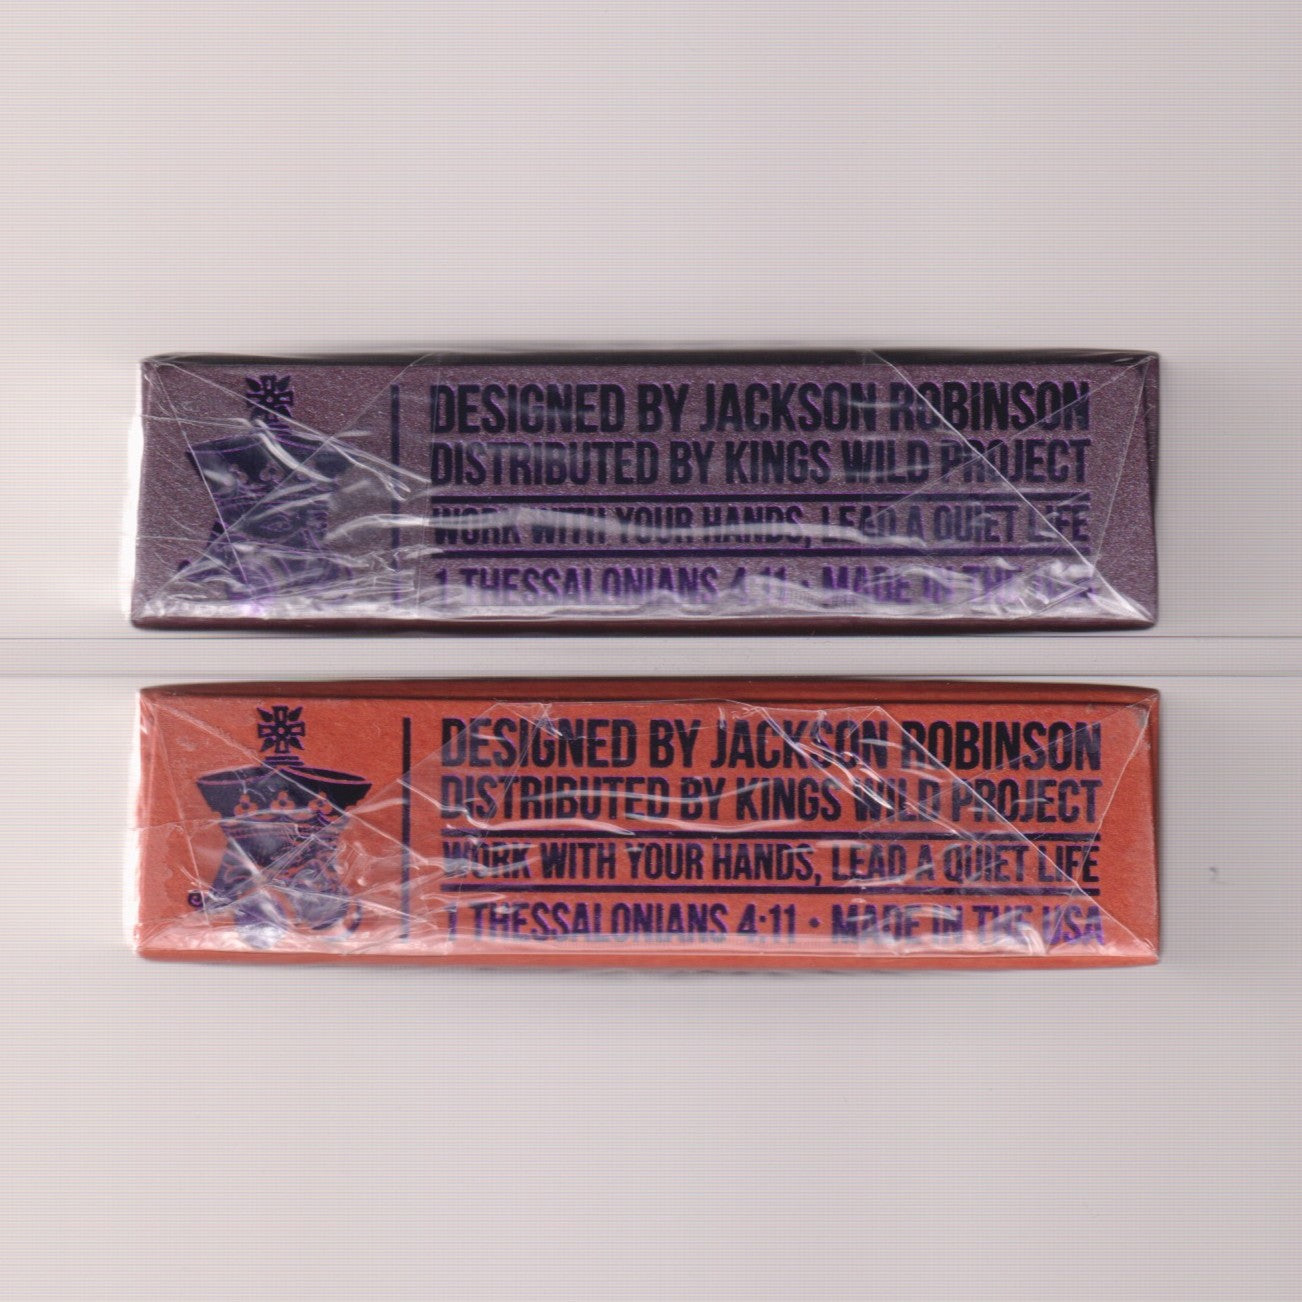 DESIGNED BY JACKSON ROBINSON
DISTRIBUTED BY KINGS WILD PROJECT
WORK WITH YOUR HANDS, LEAD A QUIET LIFE
1 THESSALONIANS 4:11 • MADE IN THE USA
DESIGNED BY JACKSON ROBINSON
DISTRIBUTED BY KINGS WILD PROJECT
WORK WITH YOUR HANDS, LEAD A QUIET LIFE
1 THESSALONIANS 4:11 • MADE IN THE USA